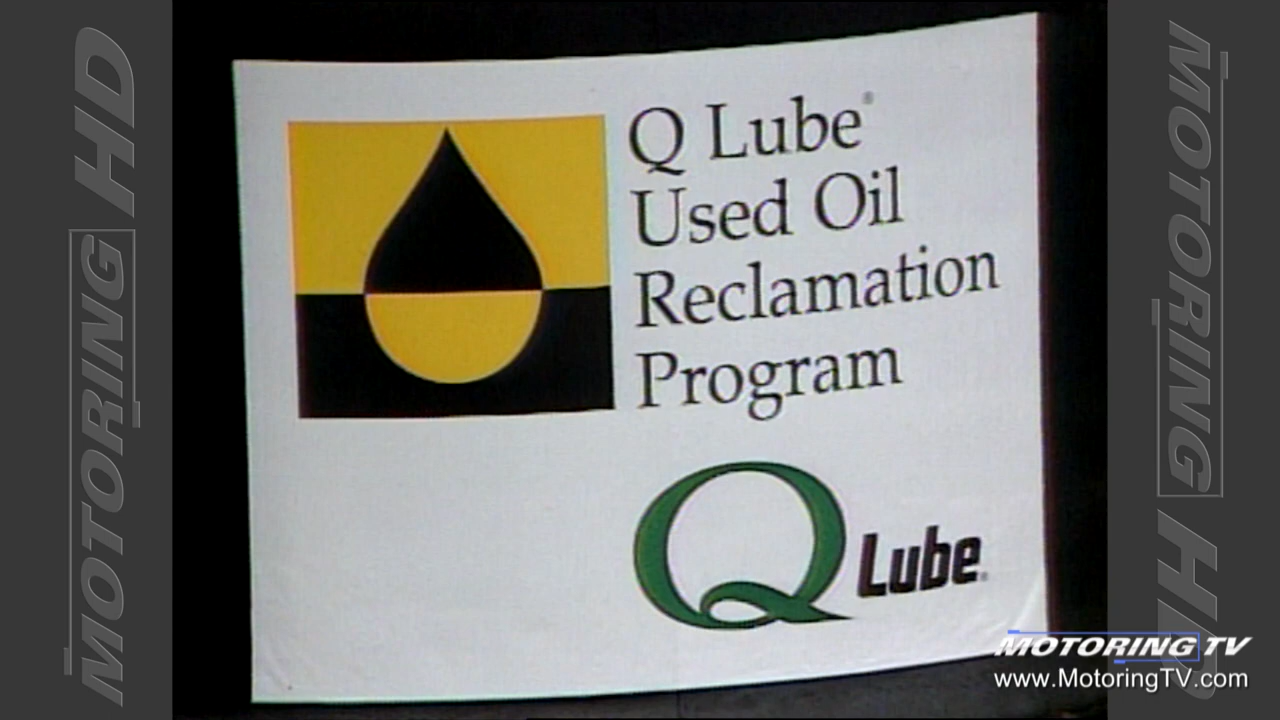 MOTORING HD
Q Lube®
Used Oil
Reclamation
Program
Q Lube®
MOTORING HD
MOTORING TV
www.MotoringTV.com